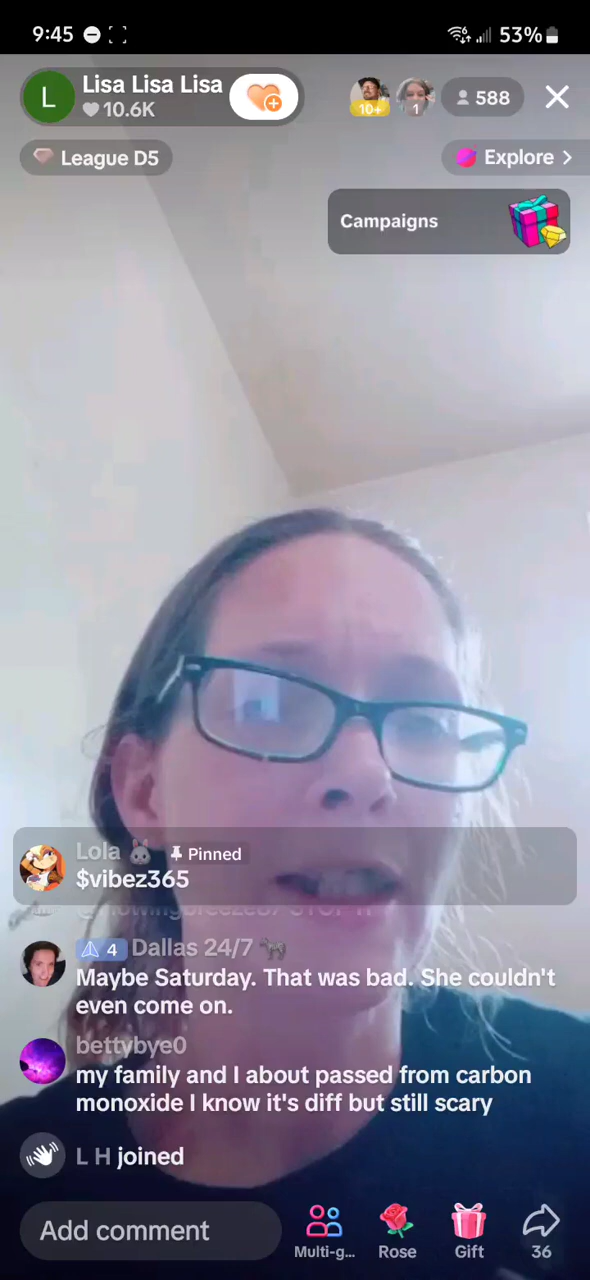 9:45
53%
L
Lisa Lisa Lisa
10.6K
10+
1
588
League D5
Explore
Campaigns
Lola
Pinned
$vibez365
4 Dallas 24/7
Maybe Saturday. That was bad. She couldn't
even come on.
bettybye0
my family and I about passed from carbon
monoxide I know it's diff but still scary
L H joined
Add comment
Multi-g...
Rose
Gift
36